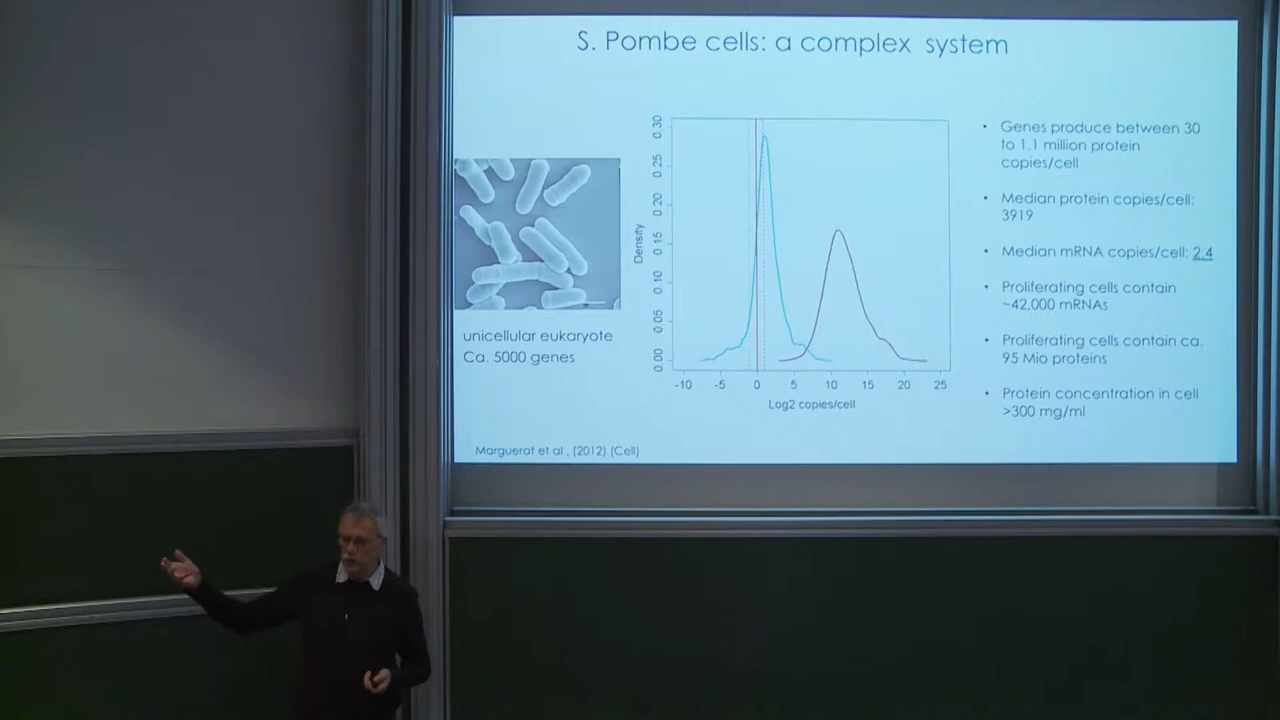 S. Pombe cells: a complex system
unicellular eukaryote
Ca. 5000 genes
Density
0.00 0.05 0.10 0.15 0.20 0.25 0.30
-10 -5 0 5 10 15 20 25
Log2 copies/cell
• Genes produce between 30
to 1.1 million protein
copies/cell
• Median protein copies/cell:
3919
• Median mRNA copies/cell: 2.4
• Proliferating cells contain
~42,000 mRNAs
• Proliferating cells contain ca.
95 Mio proteins
• Protein concentration in cell
>300 mg/ml
Marguerat et al . (2012) (Cell)